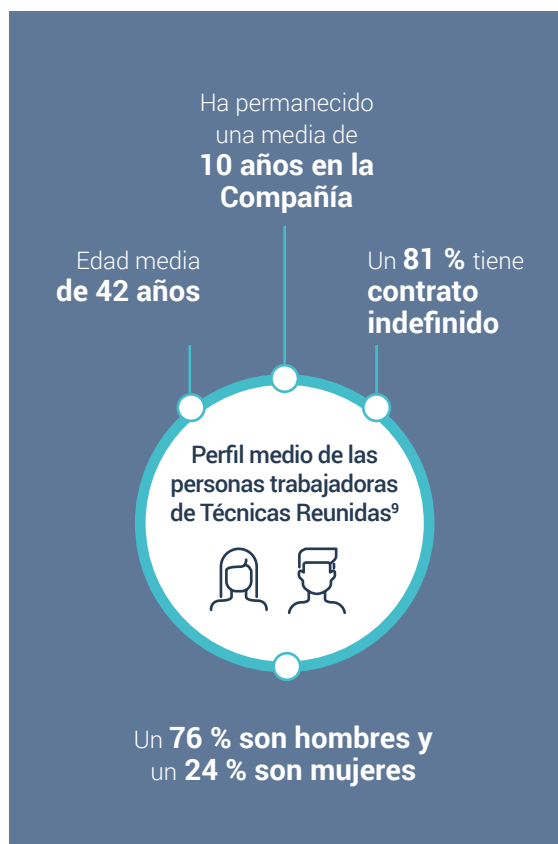 Ha permanecido
una media de
10 años en la
Compañía
Edad media
de 42 años
Un 81 % tiene
contrato
indefinido
Perfil medio de las
personas trabajadoras
de Técnicas Reunidas⁹
Un 76 % son hombres y
un 24 % son mujeres